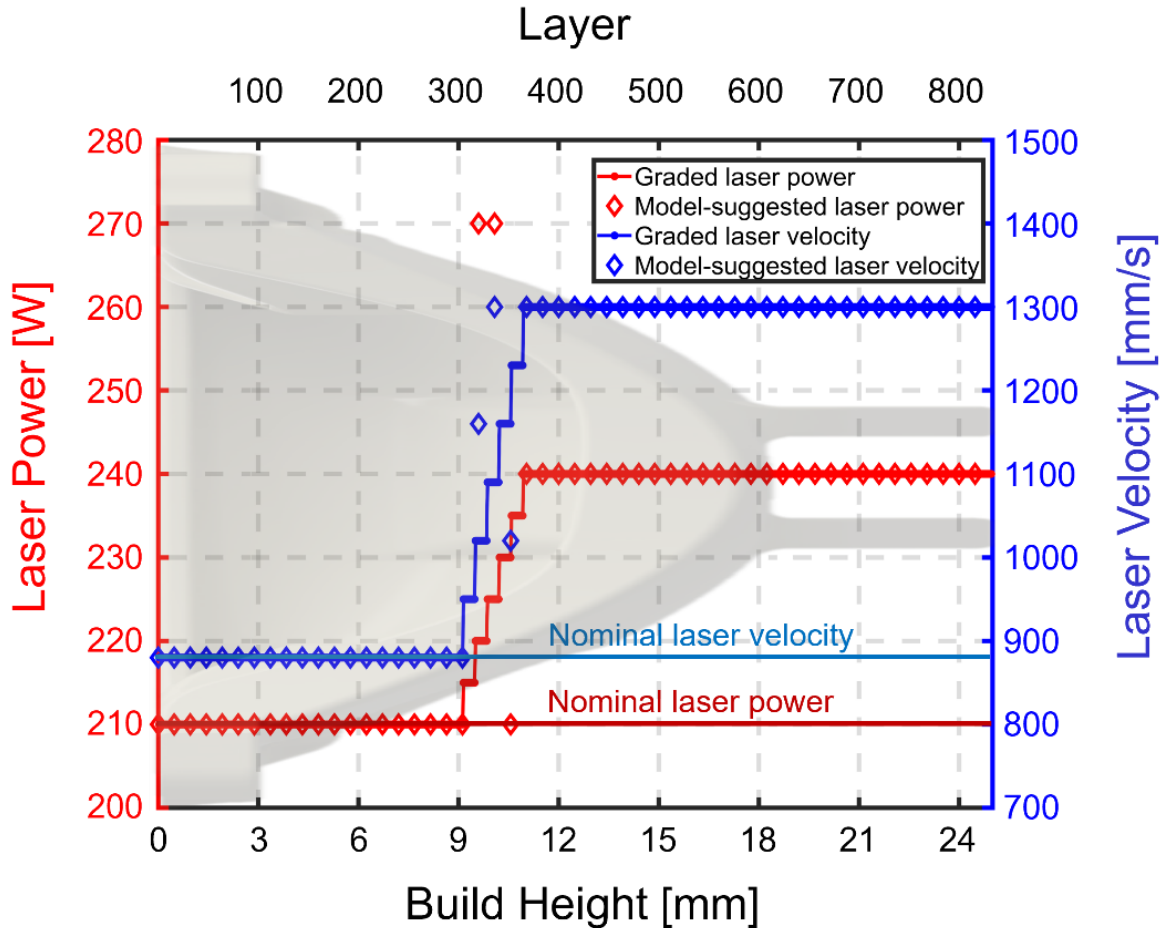 Layer
100 200 300 400 500 600 700 800
280 1500
Graded laser power
Model-suggested laser power
Graded laser velocity
Model-suggested laser velocity
270 1400
260 1300
250 1200
240 1100
230 1000
220 900
210 800
200 700
Laser Power [W]
Laser Velocity [mm/s]
Nominal laser velocity
Nominal laser power
0 3 6 9 12 15 18 21 24
Build Height [mm]